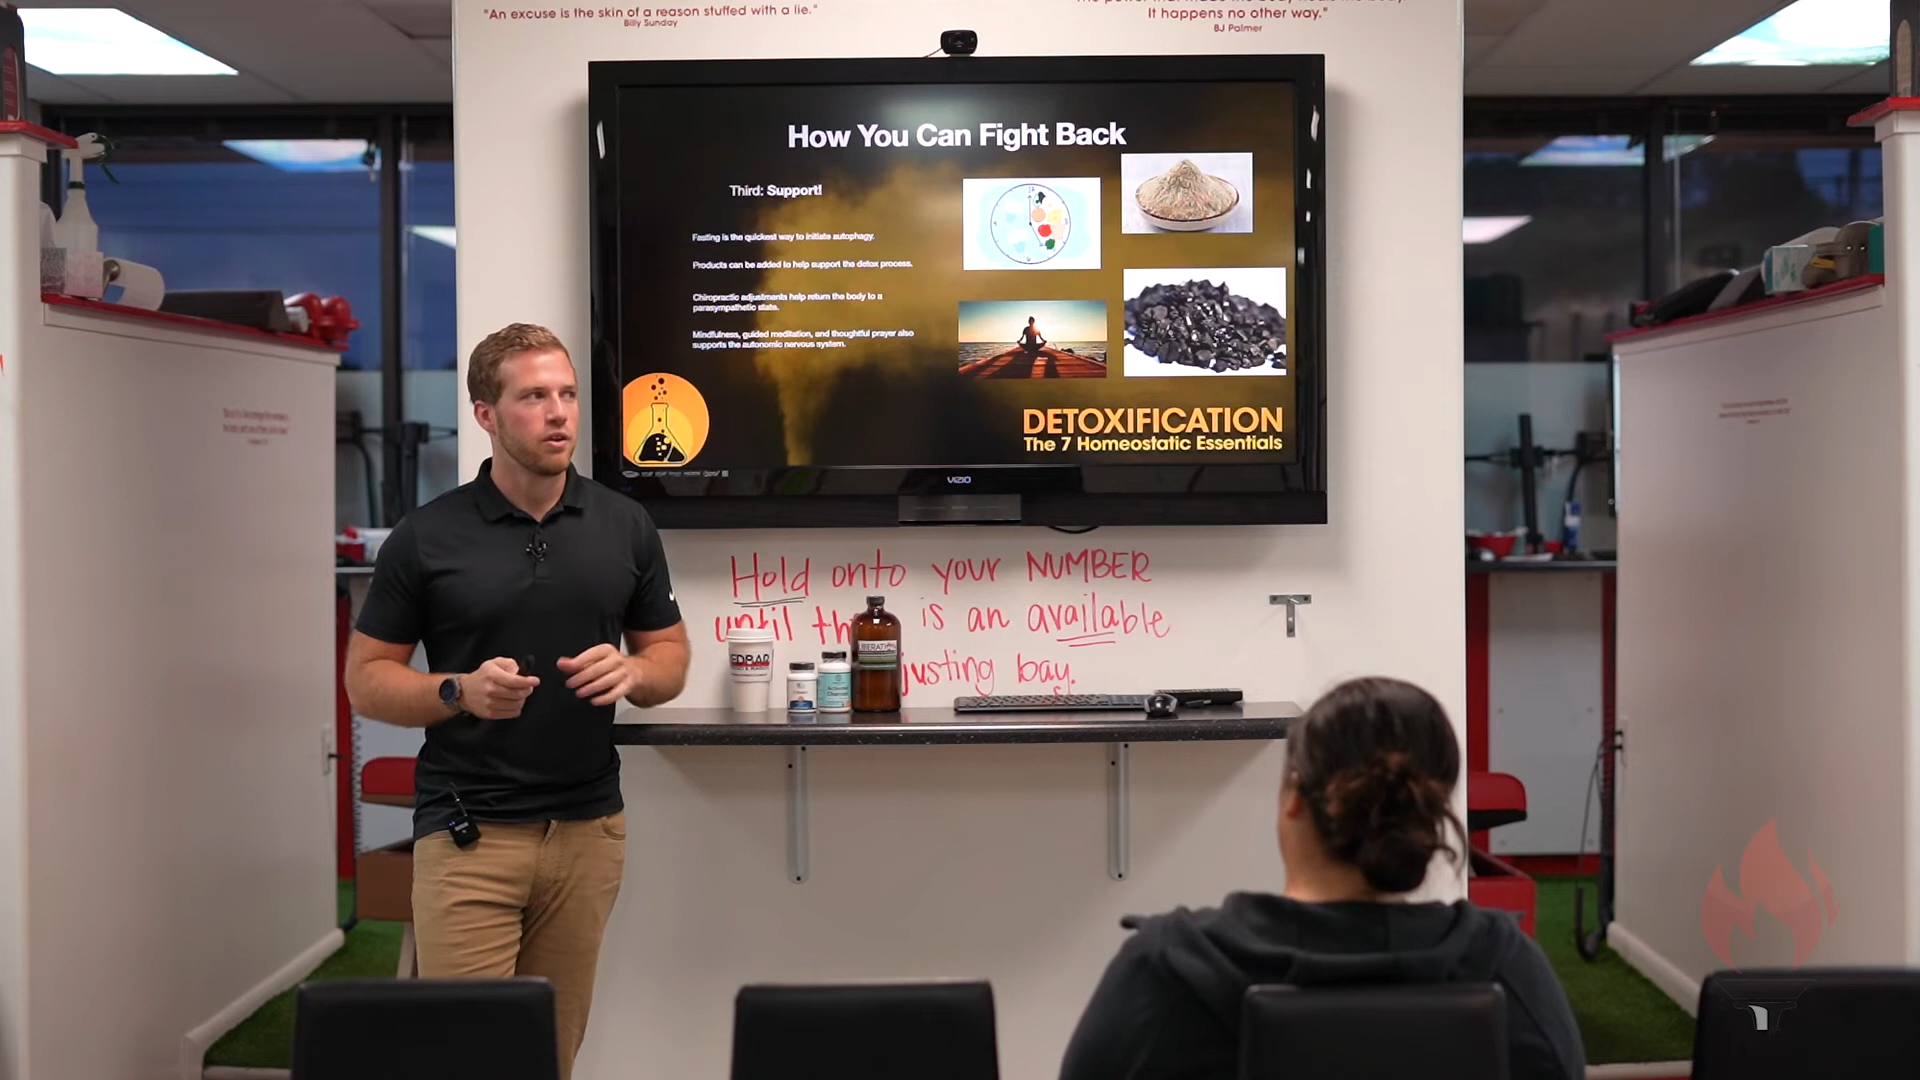 "An excuse is the skin of a reason stuffed with a lie."
Billy Sunday
It happens no other way."
BJ Palmer
How You Can Fight Back
Third: Support!
Fasting is the quickest way to initiate autophagy.
Products can be added to help support the detox process.
Chiropractic adjustments help return the body to a
parasympathetic state.
Mindfulness, guided meditation, and thoughtful prayer also
supports the autonomic nervous system.
DETOXIFICATION
The 7 Homeostatic Essentials
VIZIO
Hold onto your NUMBER
until is an available
justing bay.
Activated
Charcoal